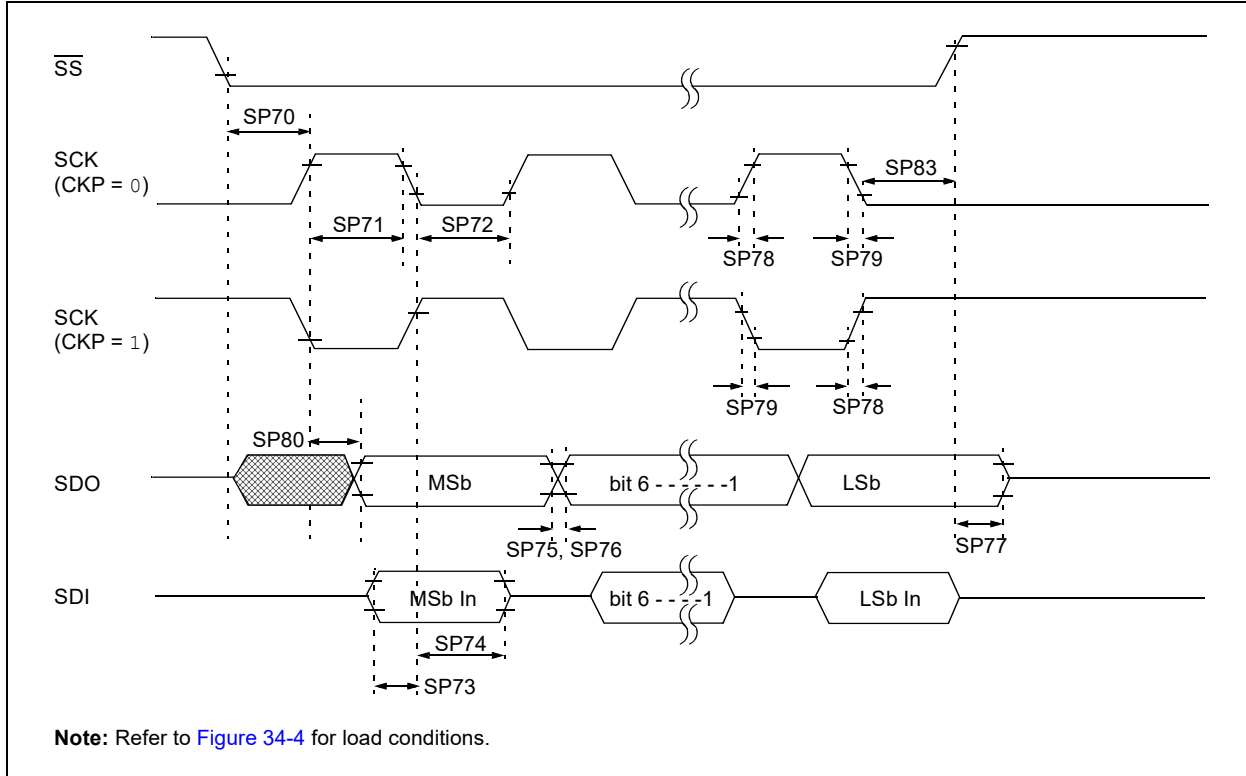 SS
SP70
SCK
(CKP = 0)
SP83
SP71
SP72
SP78
SP79
SCK
(CKP = 1)
SP79
SP78
SP80
SDO
MSb
bit 6 - - - - - - -1
LSb
SP75, SP76
SP77
SDI
MSb In
bit 6 - - - - -1
LSb In
SP74
SP73
Note: Refer to Figure 34-4 for load conditions.